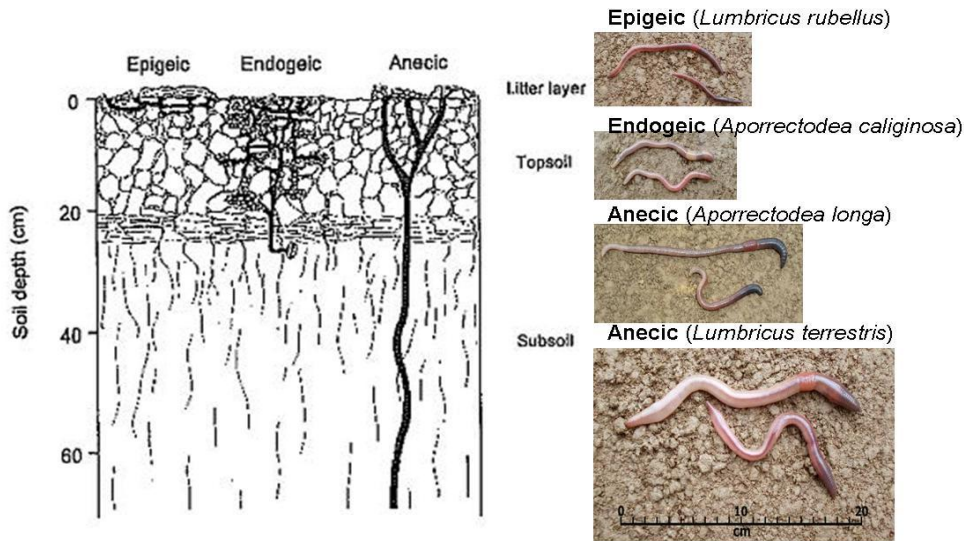 Epigeic
Endogeic
Anecic
Soil depth (cm)
0
20
40
60
Litter layer
Topsoil
Subsoil
Epigeic (Lumbricus rubellus)
Endogeic (Aporrectodea caliginosa)
Anecic (Aporrectodea longa)
Anecic (Lumbricus terrestris)
0 10 20
cm